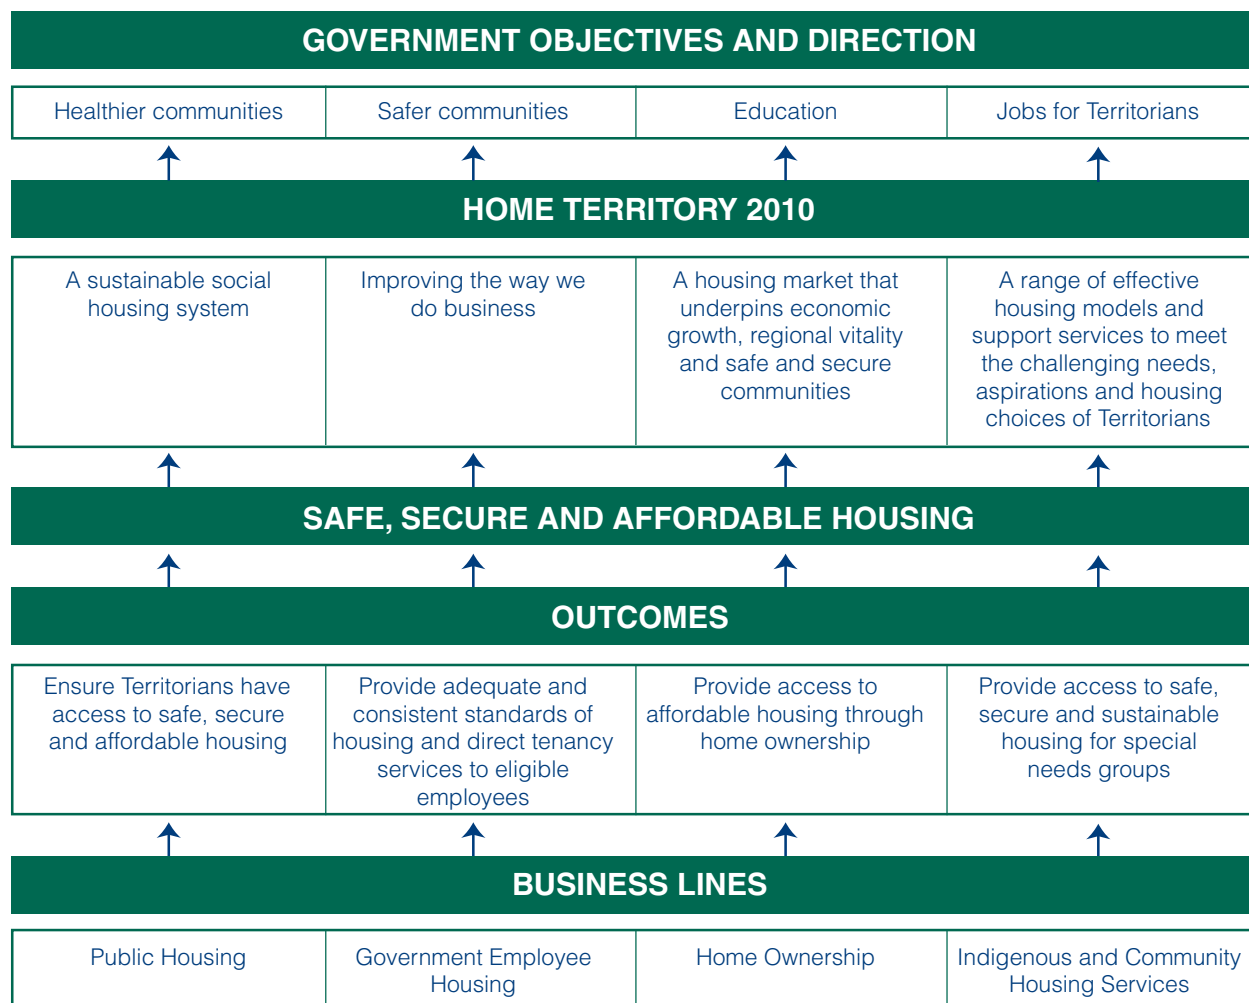 GOVERNMENT OBJECTIVES AND DIRECTION
Healthier communities
Safer communities
Education
Jobs for Territorians
HOME TERRITORY 2010
A sustainable social
housing system
Improving the way we
do business
A housing market that
underpins economic
growth, regional vitality
and safe and secure
communities
A range of effective
housing models and
support services to meet
the challenging needs,
aspirations and housing
choices of Territorians
SAFE, SECURE AND AFFORDABLE HOUSING
OUTCOMES
Ensure Territorians have
access to safe, secure
and affordable housing
Provide adequate and
consistent standards of
housing and direct tenancy
services to eligible
employees
Provide access to
affordable housing through
home ownership
Provide access to safe,
secure and sustainable
housing for special
needs groups
BUSINESS LINES
Public Housing
Government Employee
Housing
Home Ownership
Indigenous and Community
Housing Services